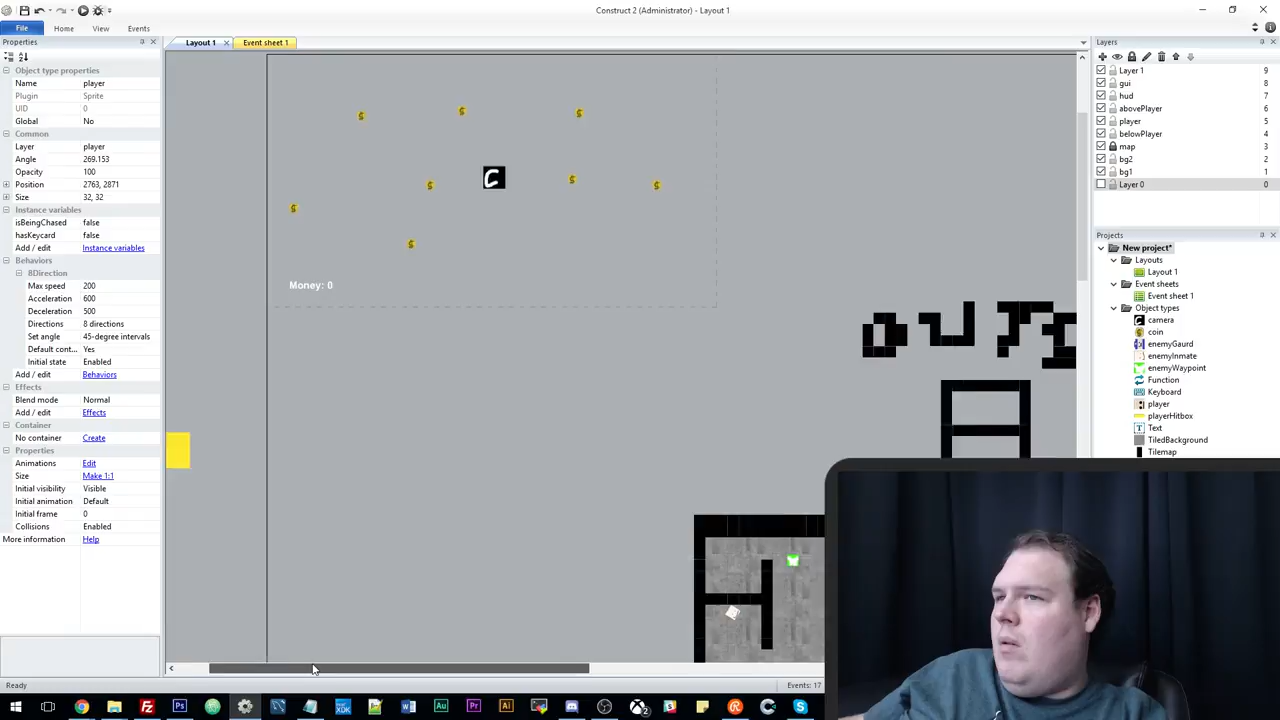 Construct 2 (Administrator) - Layout 1
File
Home
View
Events
Properties
Layout 1
Event sheet 1
Object type properties
Name player
Plugin Sprite
UID 0
Global No
Common
Layer player
Angle 269.153
Opacity 100
Position 2763, 2871
Size 32, 32
Instance variables
isBeingChased false
hasKeycard false
Add / edit Instance variables
Behaviors
8Direction
Max speed 200
Acceleration 600
Deceleration 500
Directions 8 directions
Set angle 45-degree intervals
Default cont... Yes
Initial state Enabled
Add / edit Behaviors
Effects
Blend mode Normal
Add / edit Effects
Container
No container Create
Properties
Animations Edit
Size Make 1:1
Initial visibility Visible
Initial animation Default
Initial frame 0
Collisions Enabled
More information Help
Ready
C
Money: 0
Layers
Layer 1 9
gui 8
hud 7
abovePlayer 6
player 5
belowPlayer 4
map 3
bg2 2
bg1 1
Layer 0 0
Projects
New project*
Layouts
Layout 1
Event sheets
Event sheet 1
Object types
camera
coin
enemyGaurd
enemyInmate
enemyWaypoint
Function
Keyboard
player
playerHitbox
Text
TiledBackground
Tilemap
Events: 17